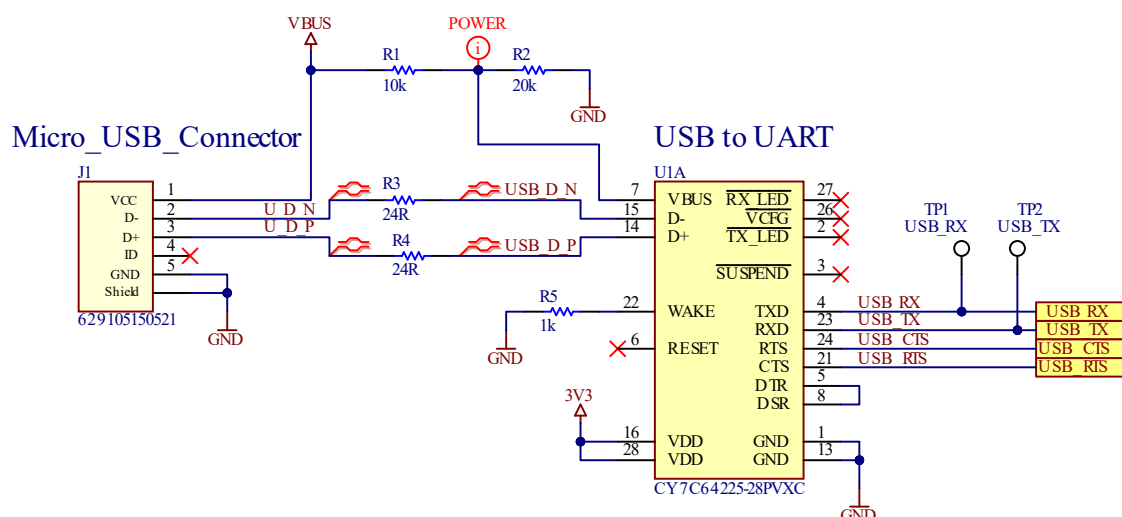 VBUS
POWER
i
R1
10k
R2
20k
GND
Micro_USB_Connector
USB to UART
J1
VCC 1
D- 2
D+ 3
ID 4
GND 5
Shield
629105150521
GND
U_D_N
U_D_P
R3
24R
R4
24R
USB_D_N
USB_D_P
R5
1k
GND
3V3
U1A
7 VBUS
15 D-
14 D+
22 WAKE
6 RESET
16 VDD
28 VDD
RX_LED 27
VCFG 26
TX_LED 2
SUSPEND 3
TXD 4
RXD 23
RTS 24
CTS 21
DTR 5
DSR 8
GND 1
GND 13
CY7C64225-28PVXC
GND
TP1
USB_RX
TP2
USB_TX
USB_RX
USB_TX
USB_CTS
USB_RTS
USB_RX
USB_TX
USB_CTS
USB_RTS